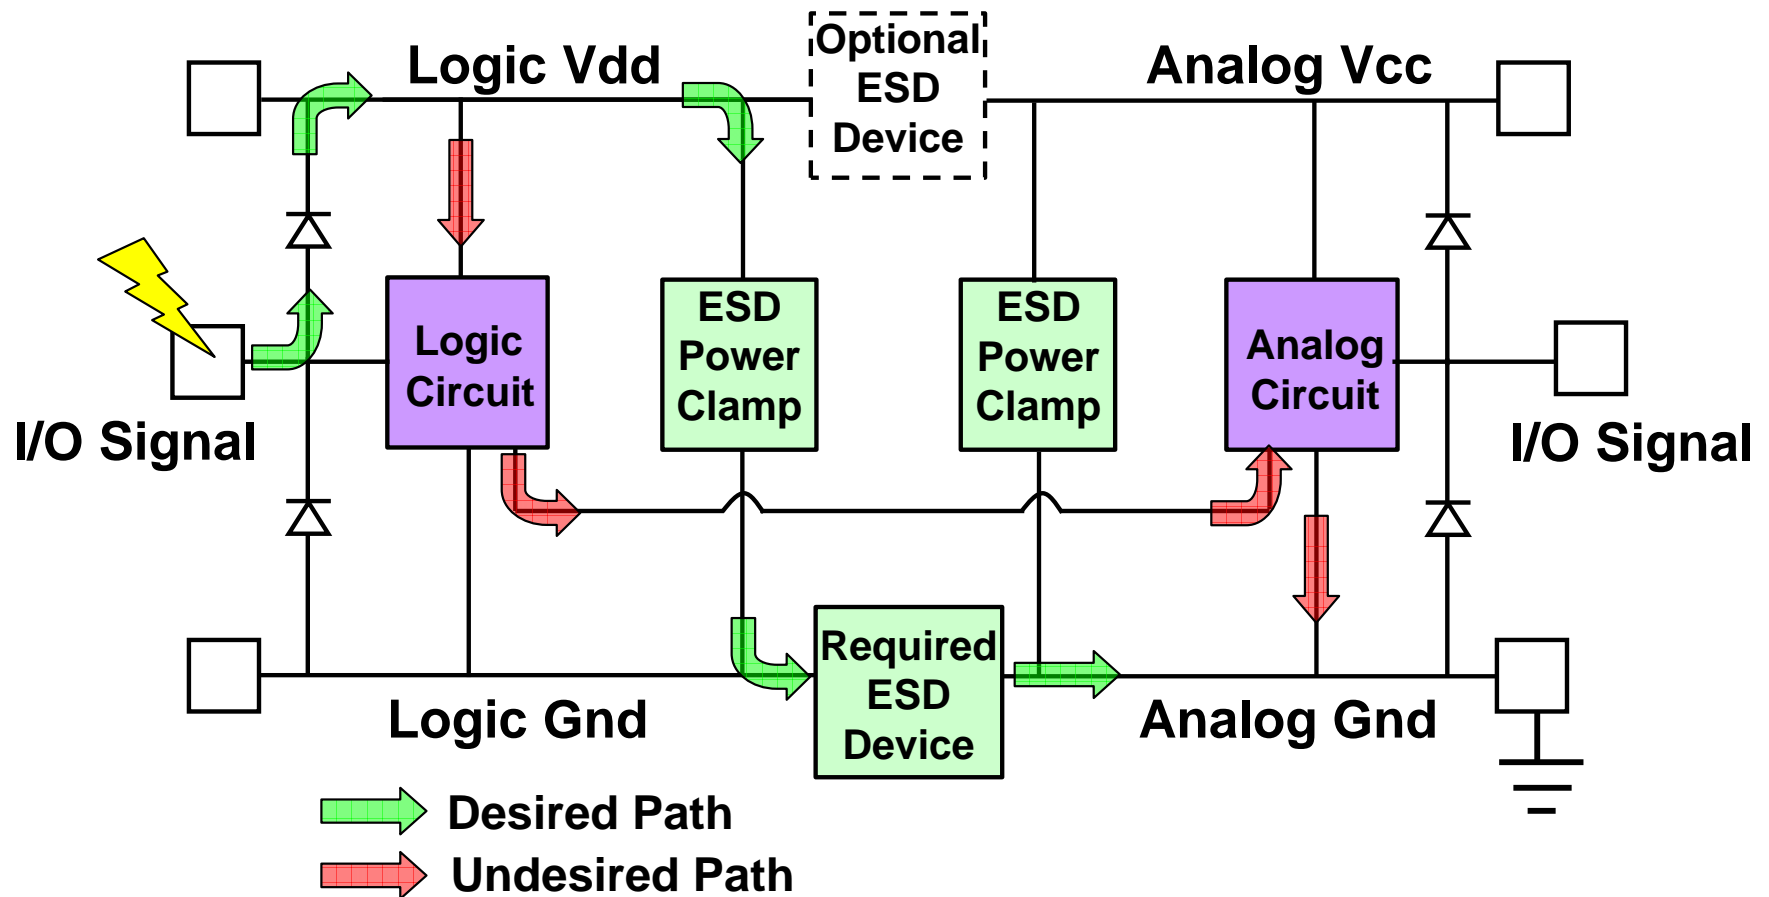 Optional
ESD
Device
Logic Vdd
Analog Vcc
Logic
Circuit
ESD
Power
Clamp
ESD
Power
Clamp
Analog
Circuit
I/O Signal
I/O Signal
Required
ESD
Device
Logic Gnd
Analog Gnd
Desired Path
Undesired Path